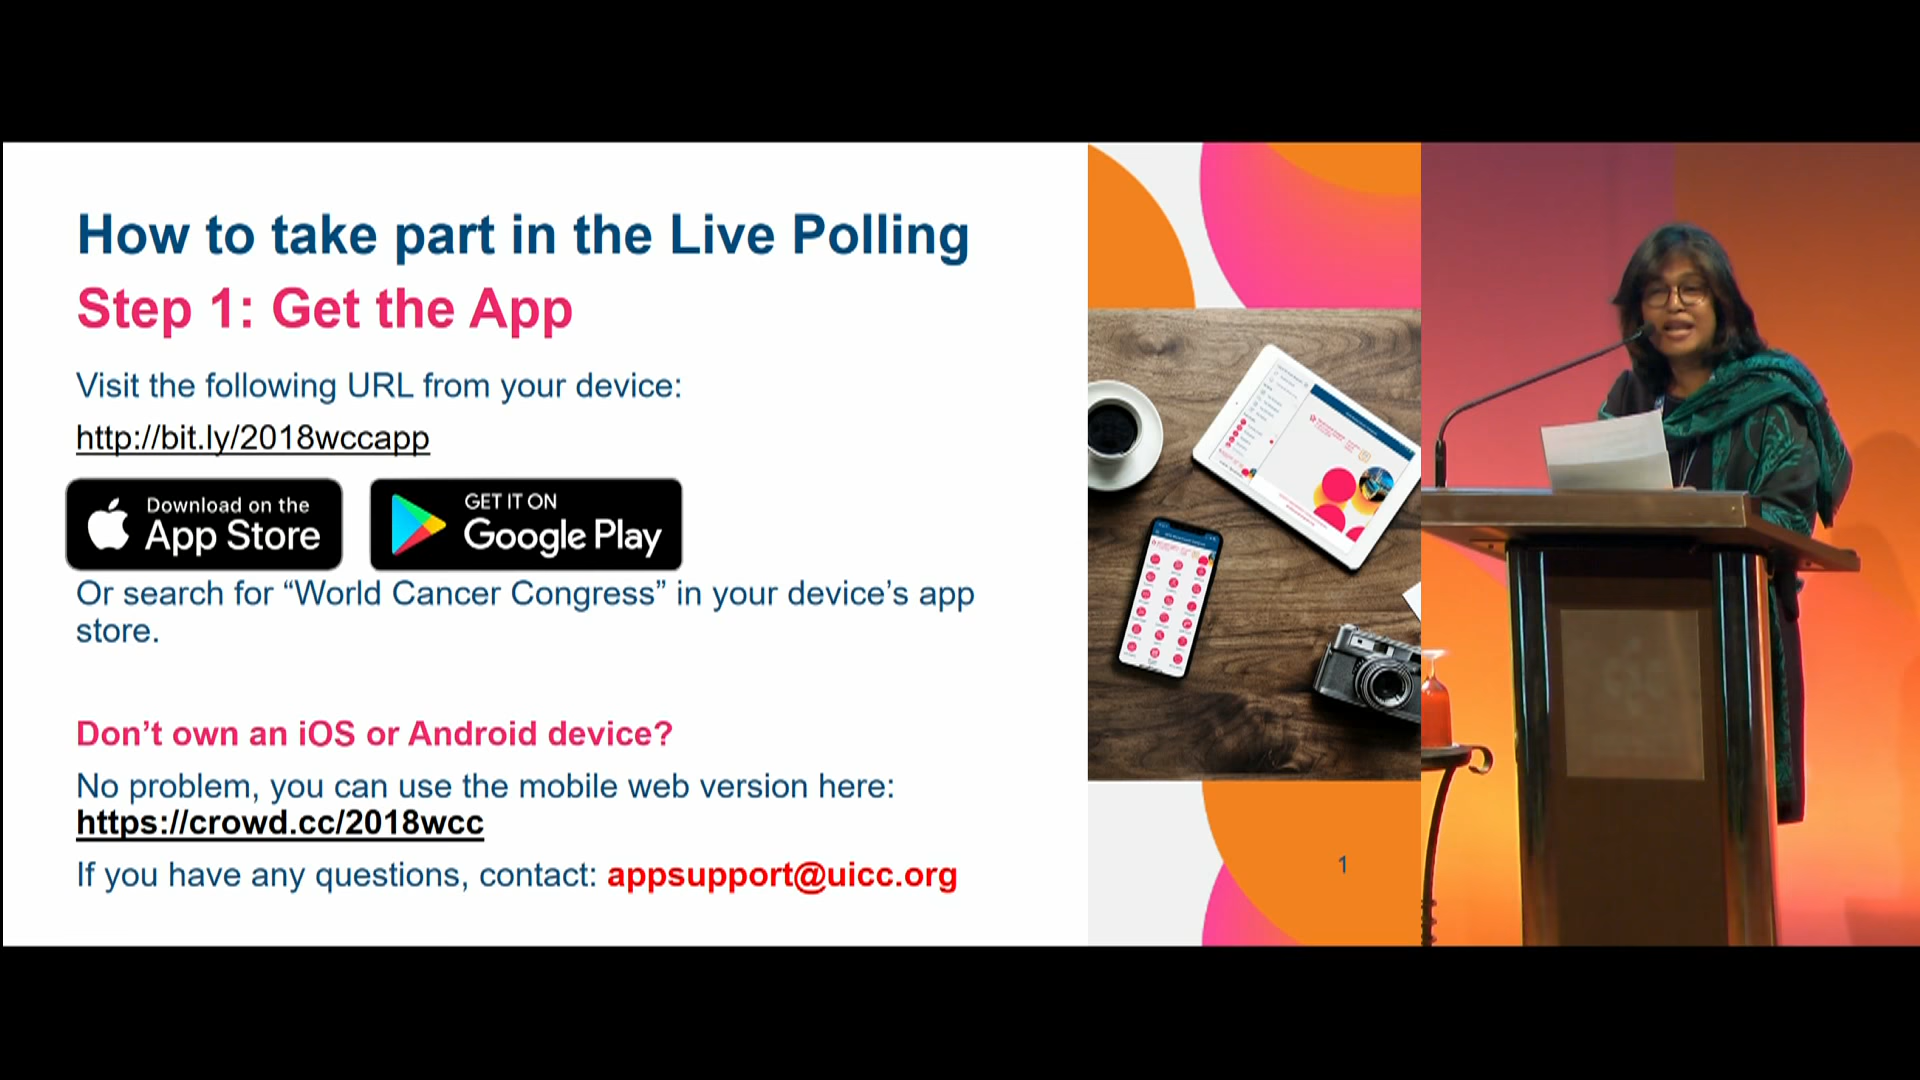 How to take part in the Live Polling
Step 1: Get the App
Visit the following URL from your device:
http://bit.ly/2018wccapp
Download on the
App Store
GET IT ON
Google Play
Or search for “World Cancer Congress” in your device’s app
store.
Don’t own an iOS or Android device?
No problem, you can use the mobile web version here:
https://crowd.cc/2018wcc
If you have any questions, contact: appsupport@uicc.org
1